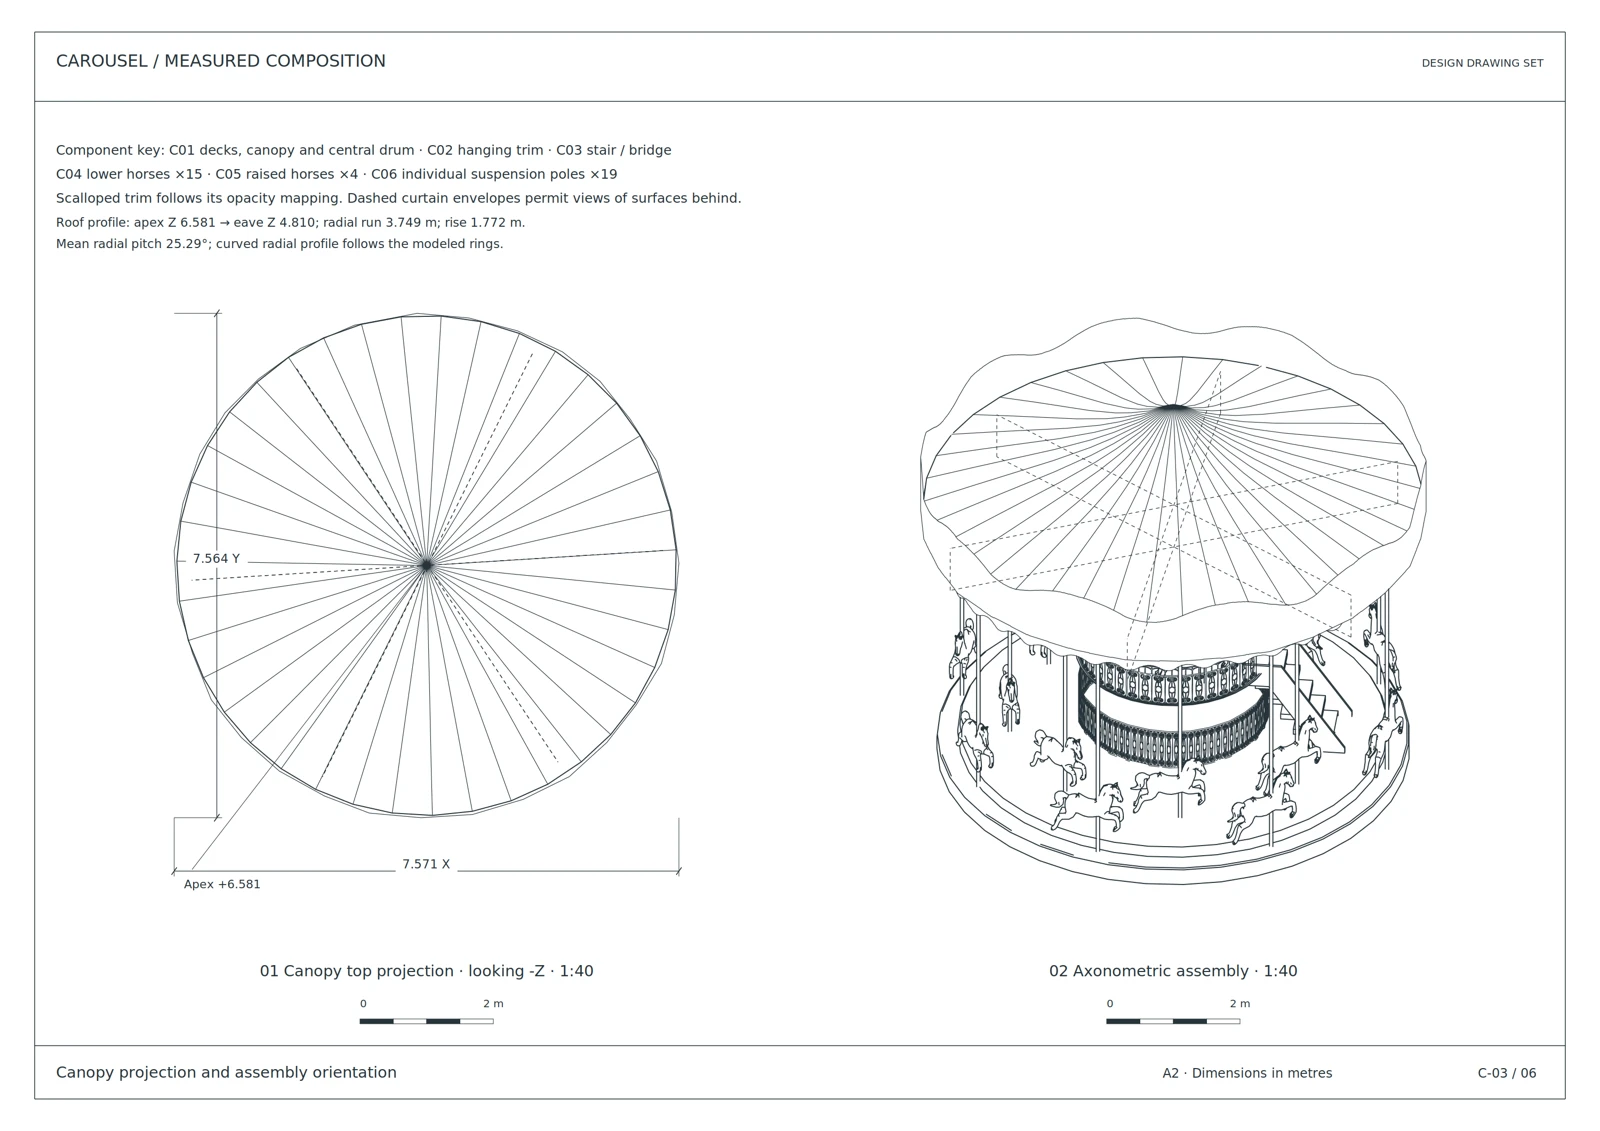 CAROUSEL / MEASURED COMPOSITION
DESIGN DRAWING SET
Component key: C01 decks, canopy and central drum · C02 hanging trim · C03 stair / bridge
C04 lower horses ×15 · C05 raised horses ×4 · C06 individual suspension poles ×19
Scalloped trim follows its opacity mapping. Dashed curtain envelopes permit views of surfaces behind.
Roof profile: apex Z 6.581 → eave Z 4.810; radial run 3.749 m; rise 1.772 m.
Mean radial pitch 25.29°; curved radial profile follows the modeled rings.
7.564 Y
7.571 X
Apex +6.581
01 Canopy top projection · looking -Z · 1:40
0 2 m
02 Axonometric assembly · 1:40
0 2 m
Canopy projection and assembly orientation
A2 · Dimensions in metres
C-03 / 06